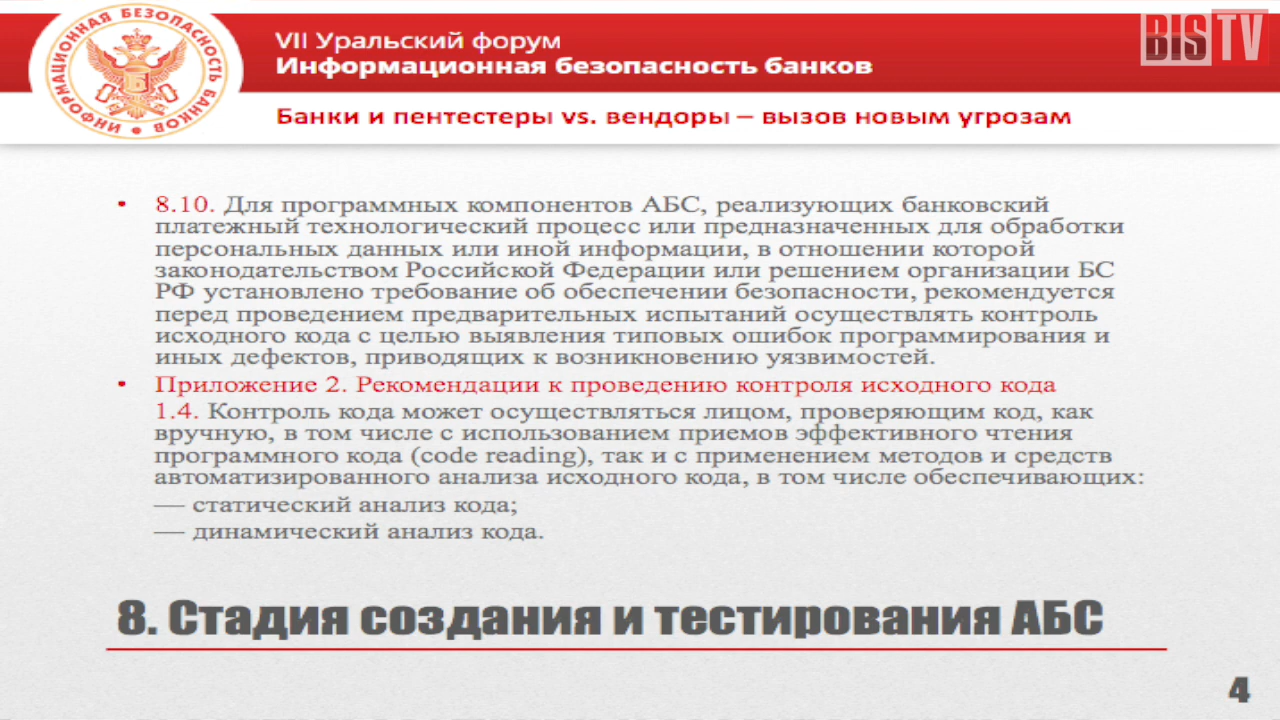 VII Уральский форум
Информационная безопасность банков
ИНФОРМАЦИОННАЯ БЕЗОПАСНОСТЬ БАНКОВ
BISTV
Банки и пентестеры vs. вендоры – вызов новым угрозам
• 8.10. Для программных компонентов АБС, реализующих банковский
платежный технологический процесс или предназначенных для обработки
персональных данных или иной информации, в отношении которой
законодательством Российской Федерации или решением организации БС
РФ установлено требование об обеспечении безопасности, рекомендуется
перед проведением предварительных испытаний осуществлять контроль
исходного кода с целью выявления типовых ошибок программирования и
иных дефектов, приводящих к возникновению уязвимостей.
• Приложение 2. Рекомендации к проведению контроля исходного кода
1.4. Контроль кода может осуществляться лицом, проверяющим код, как
вручную, в том числе с использованием приемов эффективного чтения
программного кода (code reading), так и с применением методов и средств
автоматизированного анализа исходного кода, в том числе обеспечивающих:
— статический анализ кода;
— динамический анализ кода.
8. Стадия создания и тестирования АБС
4